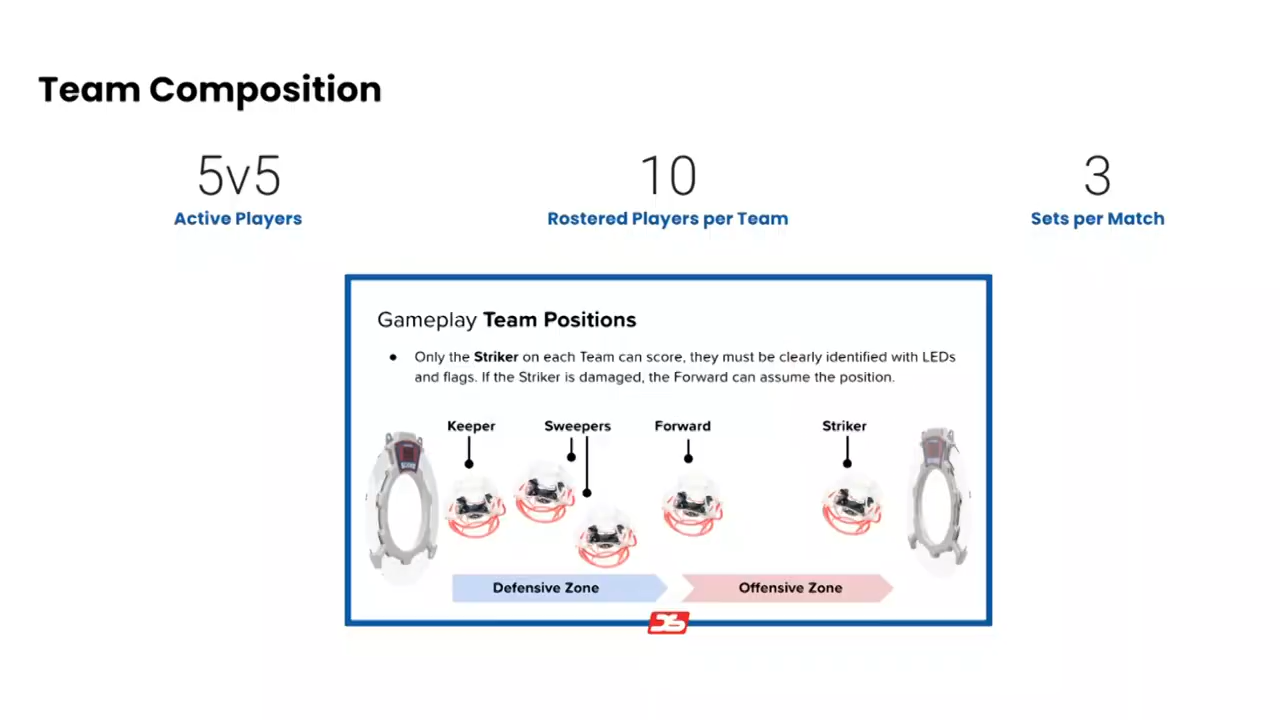 Team Composition
5v5
Active Players
10
Rostered Players per Team
3
Sets per Match
Gameplay Team Positions
● Only the Striker on each Team can score, they must be clearly identified with LEDs
and flags. If the Striker is damaged, the Forward can assume the position.
Keeper
Sweepers
Forward
Striker
Defensive Zone
Offensive Zone